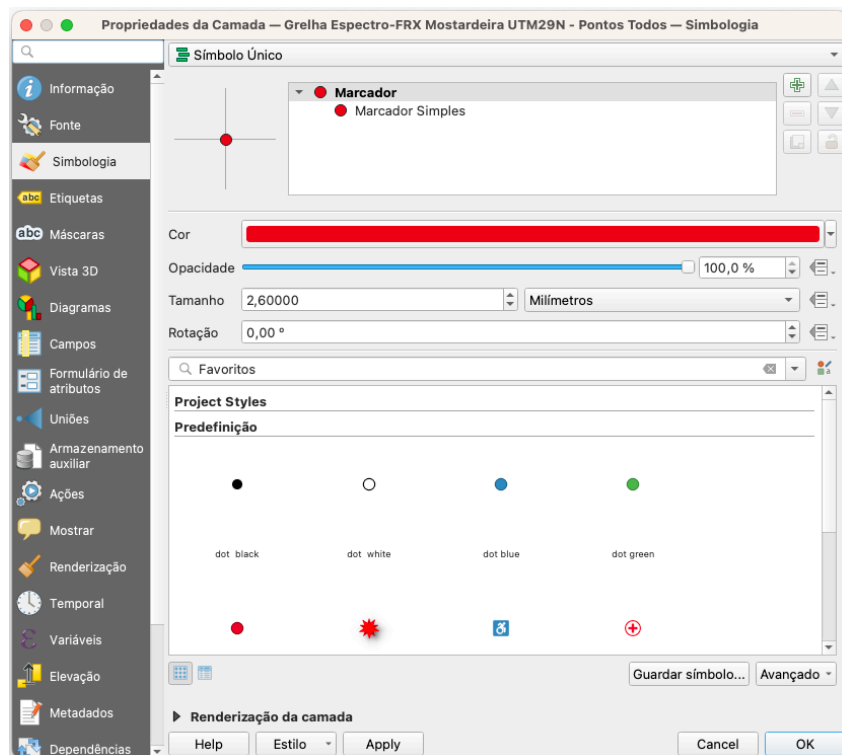 Propriedades da Camada — Grelha Espectro-FRX Mostardeira UTM29N - Pontos Todos — Simbologia
Informação
Fonte
Simbologia
abc Etiquetas
abc Máscaras
Vista 3D
Diagramas
Campos
Formulário de
atributos
Uniões
Armazenamento
auxiliar
Ações
Mostrar
Renderização
Temporal
Variáveis
Elevação
Metadados
Dependências
Símbolo Único
Marcador
Marcador Simples
Cor
Opacidade 100,0 %
Tamanho 2,60000 Milímetros
Rotação 0,00 °
Favoritos
Project Styles
Predefinição
dot black dot white dot blue dot green
Guardar símbolo... Avançado
Renderização da camada
Help Estilo Apply Cancel OK